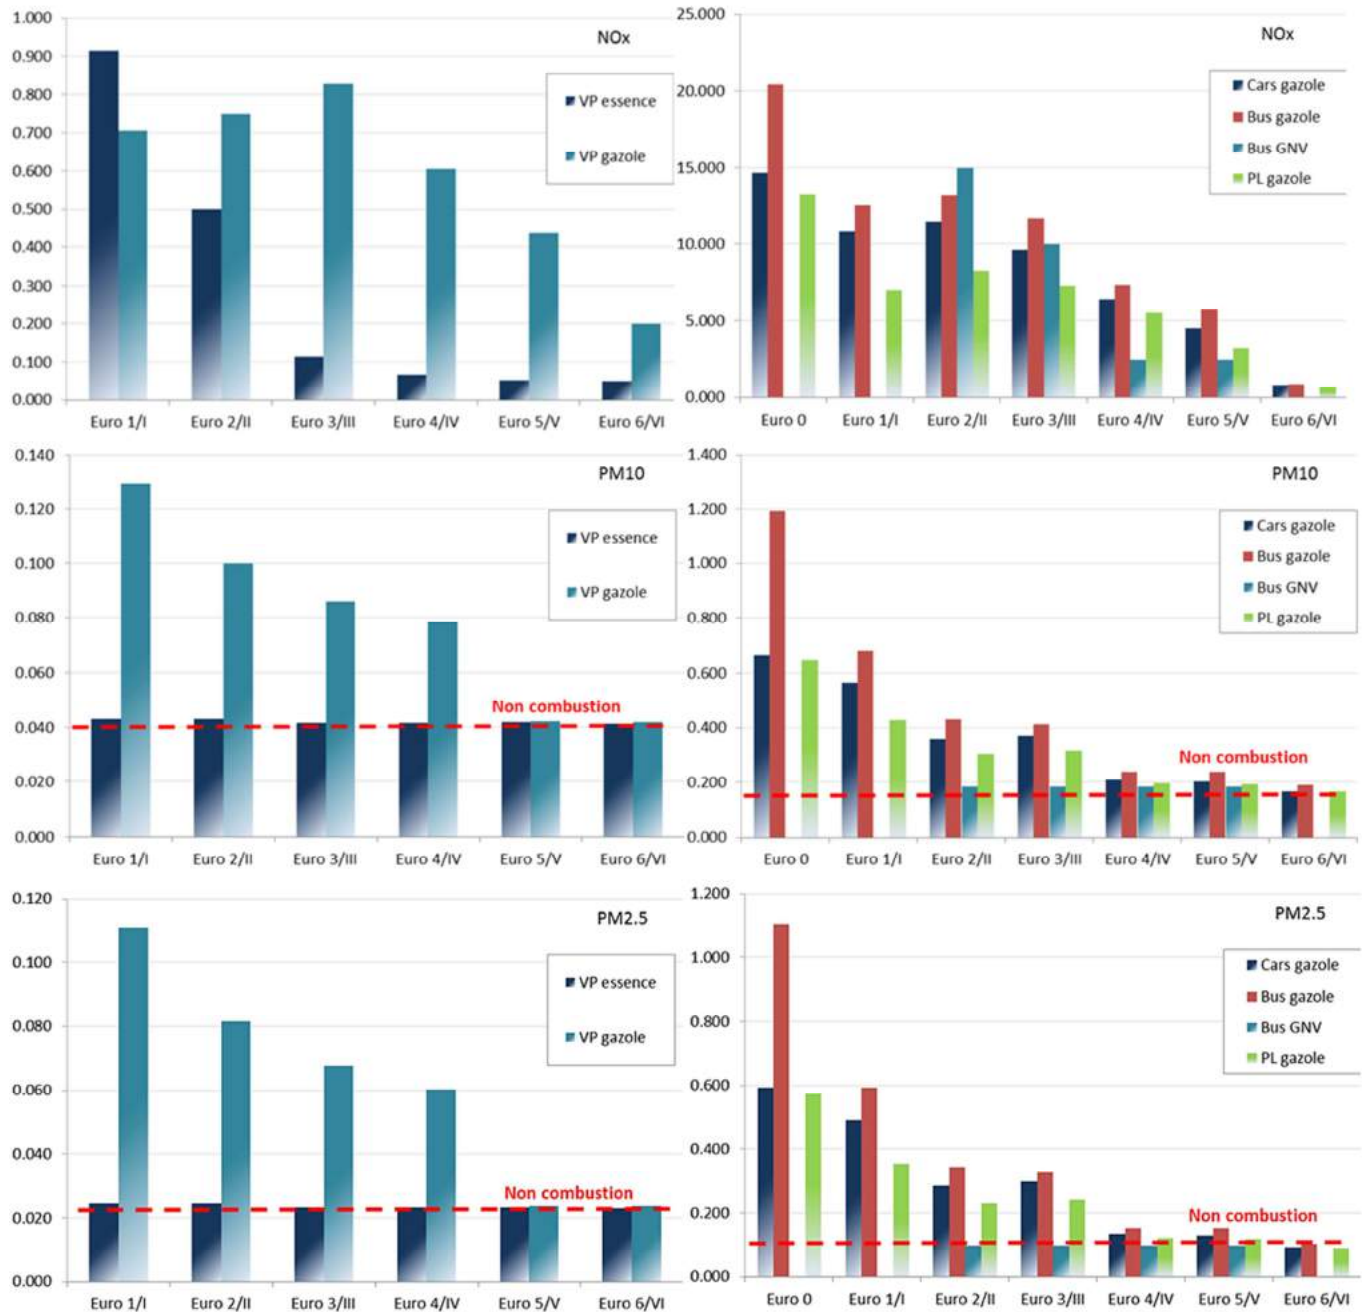 NOx
1.000
0.900
0.800
0.700
0.600
0.500
0.400
0.300
0.200
0.100
0.000
VP essence
VP gazole
Euro 1/I Euro 2/II Euro 3/III Euro 4/IV Euro 5/V Euro 6/VI
NOx
25.000
20.000
15.000
10.000
5.000
0.000
Cars gazole
Bus gazole
Bus GNV
PL gazole
Euro 0 Euro 1/I Euro 2/II Euro 3/III Euro 4/IV Euro 5/V Euro 6/VI
PM10
0.140
0.120
0.100
0.080
0.060
0.040
0.020
0.000
VP essence
VP gazole
Non combustion
Euro 1/I Euro 2/II Euro 3/III Euro 4/IV Euro 5/V Euro 6/VI
PM10
1.400
1.200
1.000
0.800
0.600
0.400
0.200
0.000
Cars gazole
Bus gazole
Bus GNV
PL gazole
Non combustion
Euro 0 Euro 1/I Euro 2/II Euro 3/III Euro 4/IV Euro 5/V Euro 6/VI
PM2.5
0.120
0.100
0.080
0.060
0.040
0.020
0.000
VP essence
VP gazole
Non combustion
Euro 1/I Euro 2/II Euro 3/III Euro 4/IV Euro 5/V Euro 6/VI
PM2.5
1.200
1.000
0.800
0.600
0.400
0.200
0.000
Cars gazole
Bus gazole
Bus GNV
PL gazole
Non combustion
Euro 0 Euro 1/I Euro 2/II Euro 3/III Euro 4/IV Euro 5/V Euro 6/VI